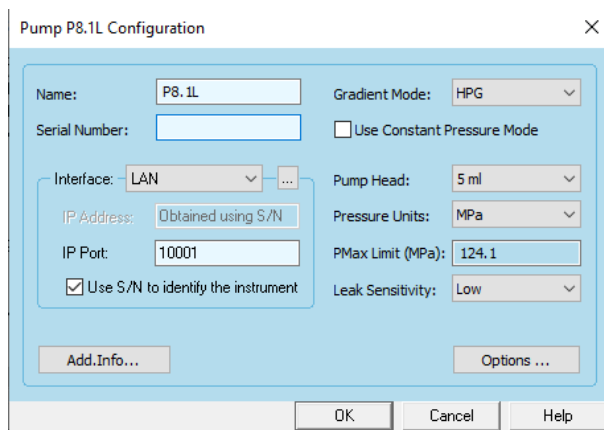 Pump P8.1L Configuration
Name: P8.1L
Serial Number:
Interface: LAN ...
IP Address: Obtained using S/N
IP Port: 10001
Use S/N to identify the instrument
Gradient Mode: HPG
Use Constant Pressure Mode
Pump Head: 5 ml
Pressure Units: MPa
PMax Limit (MPa): 124.1
Leak Sensitivity: Low
Add.Info...
Options ...
OK Cancel Help